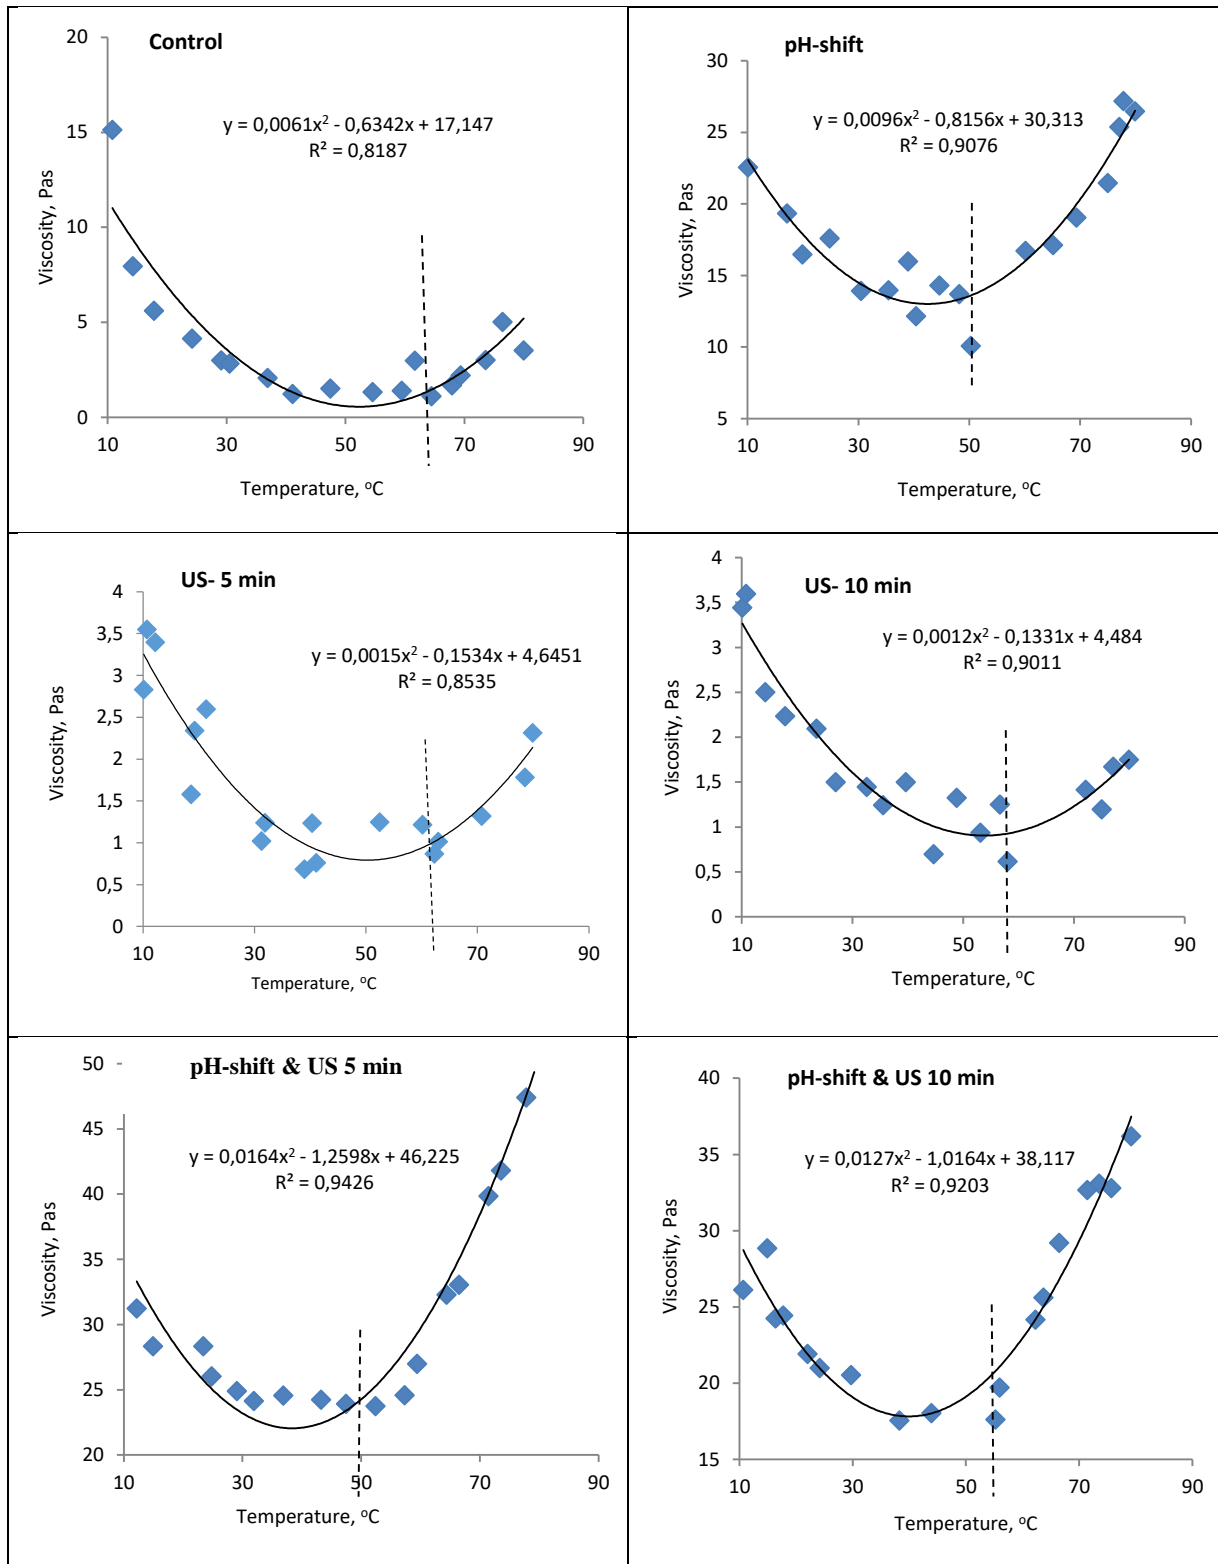 Control
20
15
10
5
0
10 30 50 70 90
Viscosity, Pas
Temperature, ºC
y = 0,0061x² - 0,6342x + 17,147
R² = 0,8187
pH-shift
30
25
20
15
10
5
10 30 50 70 90
Viscosity, Pas
Temperature, ºC
y = 0,0096x² - 0,8156x + 30,313
R² = 0,9076
US- 5 min
4
3,5
3
2,5
2
1,5
1
0,5
0
10 30 50 70 90
Viscosity, Pas
Temperature, ºC
y = 0,0015x² - 0,1534x + 4,6451
R² = 0,8535
US- 10 min
4
3,5
3
2,5
2
1,5
1
0,5
0
10 30 50 70 90
Viscosity, Pas
Temperature, ºC
y = 0,0012x² - 0,1331x + 4,484
R² = 0,9011
pH-shift & US 5 min
50
45
40
35
30
25
20
10 30 50 70 90
Viscosity, Pas
Temperature, ºC
y = 0,0164x² - 1,2598x + 46,225
R² = 0,9426
pH-shift & US 10 min
40
35
30
25
20
15
10 30 50 70 90
Viscosity, Pas
Temperature, ºC
y = 0,0127x² - 1,0164x + 38,117
R² = 0,9203